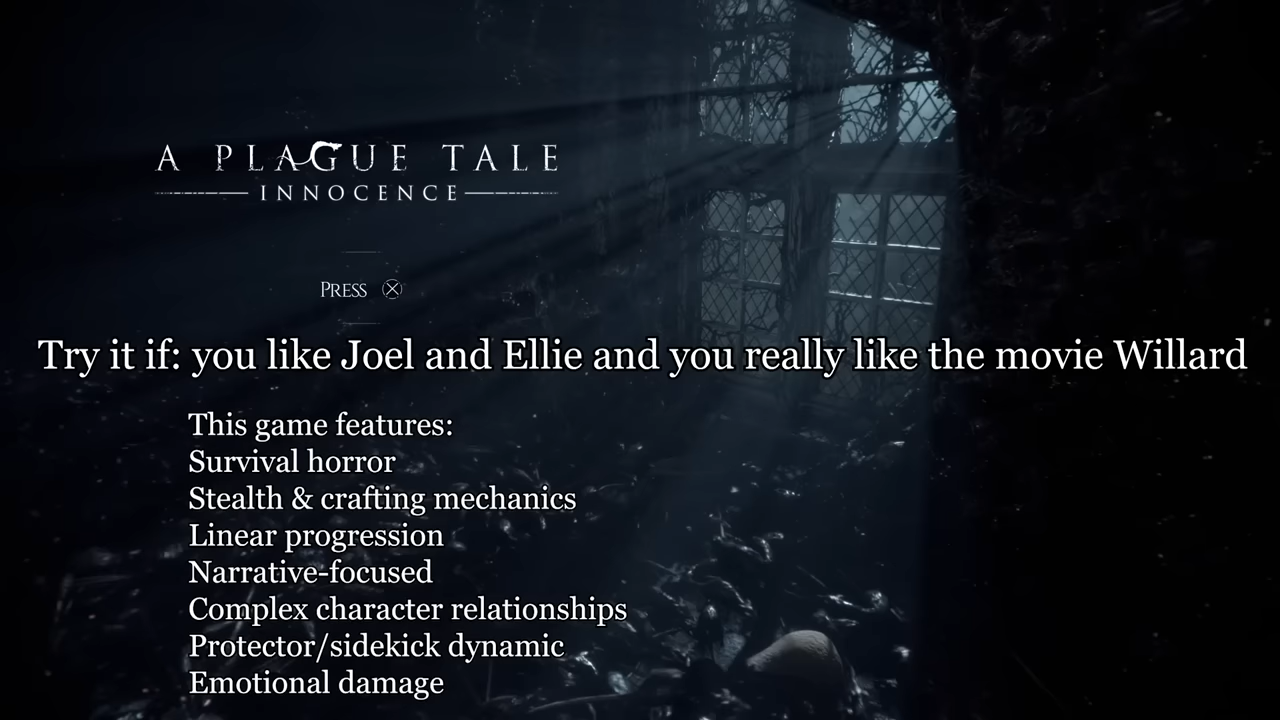 A PLAGUE TALE
INNOCENCE
PRESS
Try it if: you like Joel and Ellie and you really like the movie Willard
This game features:
Survival horror
Stealth & crafting mechanics
Linear progression
Narrative-focused
Complex character relationships
Protector/sidekick dynamic
Emotional damage